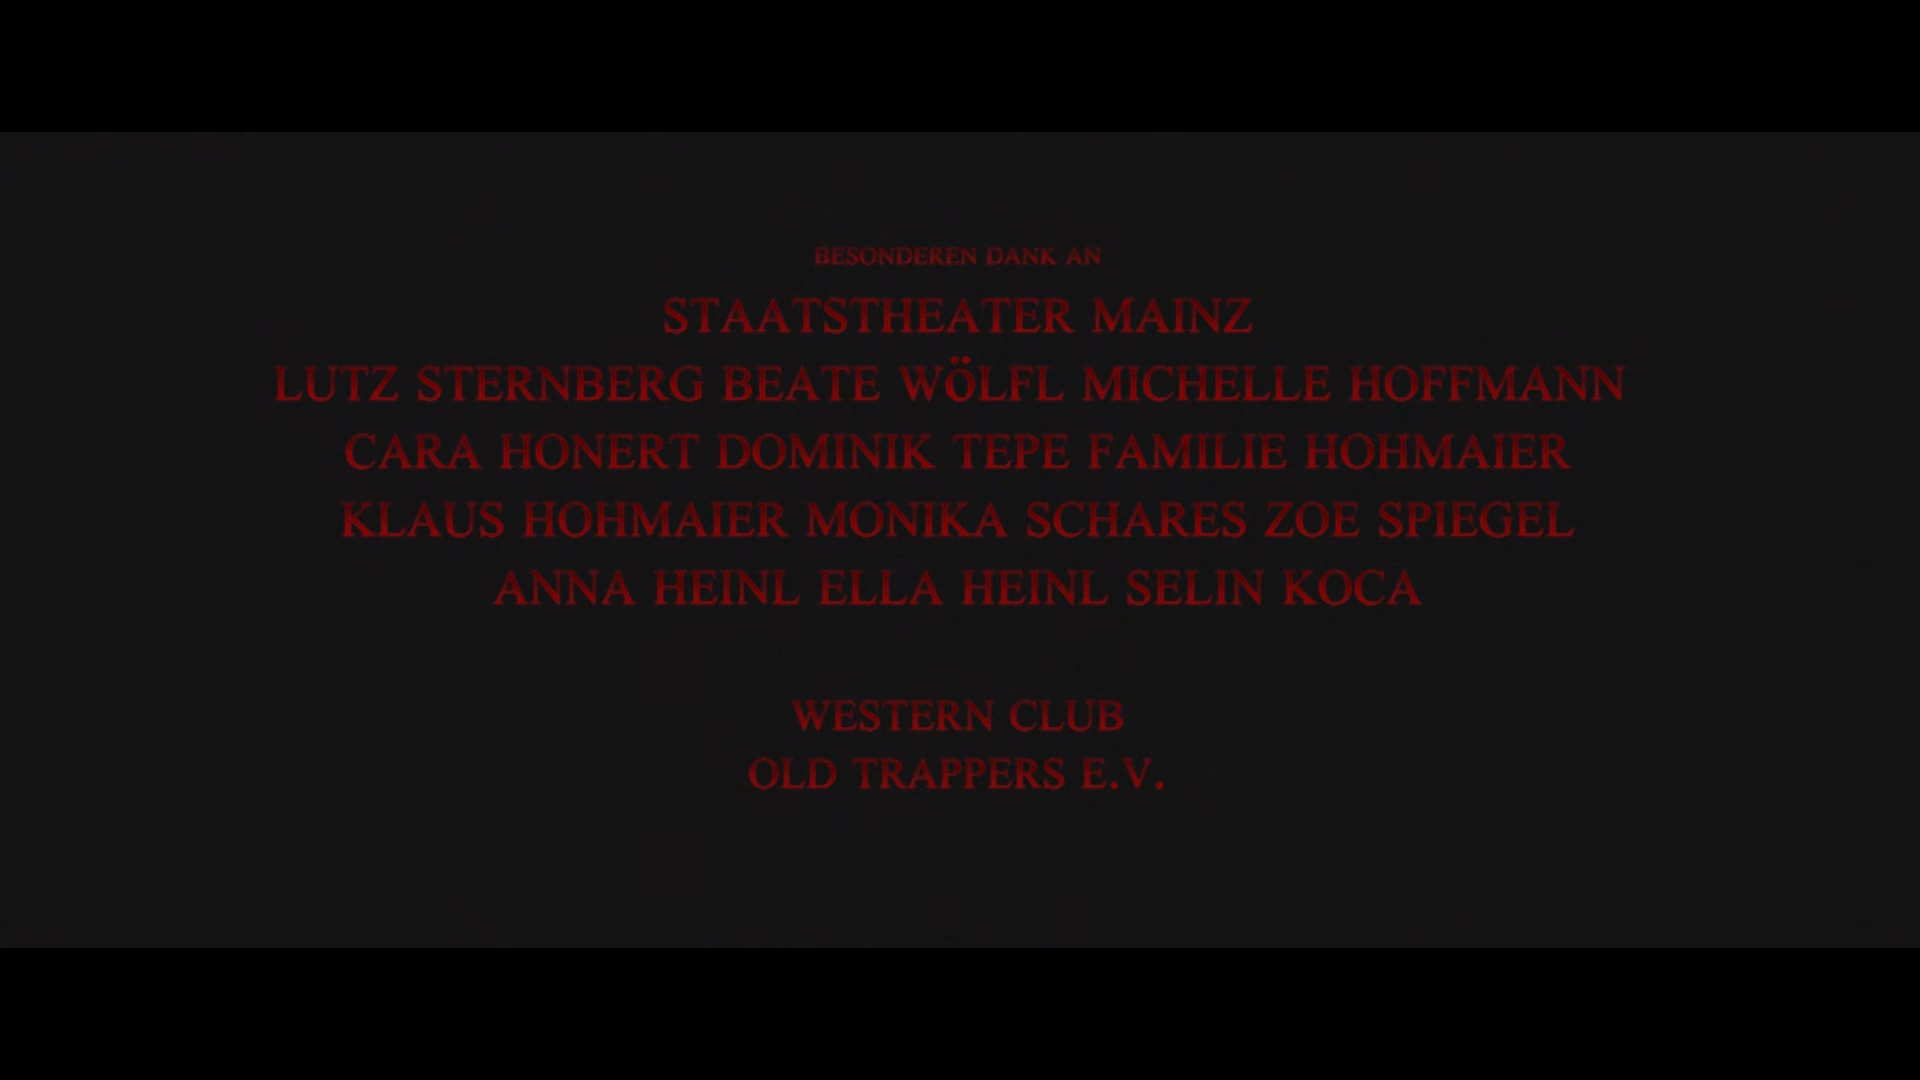 BESONDEREN DANK AN
STAATSTHEATER MAINZ
LUTZ STERNBERG BEATE WÖLFL MICHELLE HOFFMANN
CARA HONERT DOMINIK TEPE FAMILIE HOHMAIER
KLAUS HOHMAIER MONIKA SCHARES ZOE SPIEGEL
ANNA HEINL ELLA HEINL SELIN KOCA
WESTERN CLUB
OLD TRAPPERS E.V.